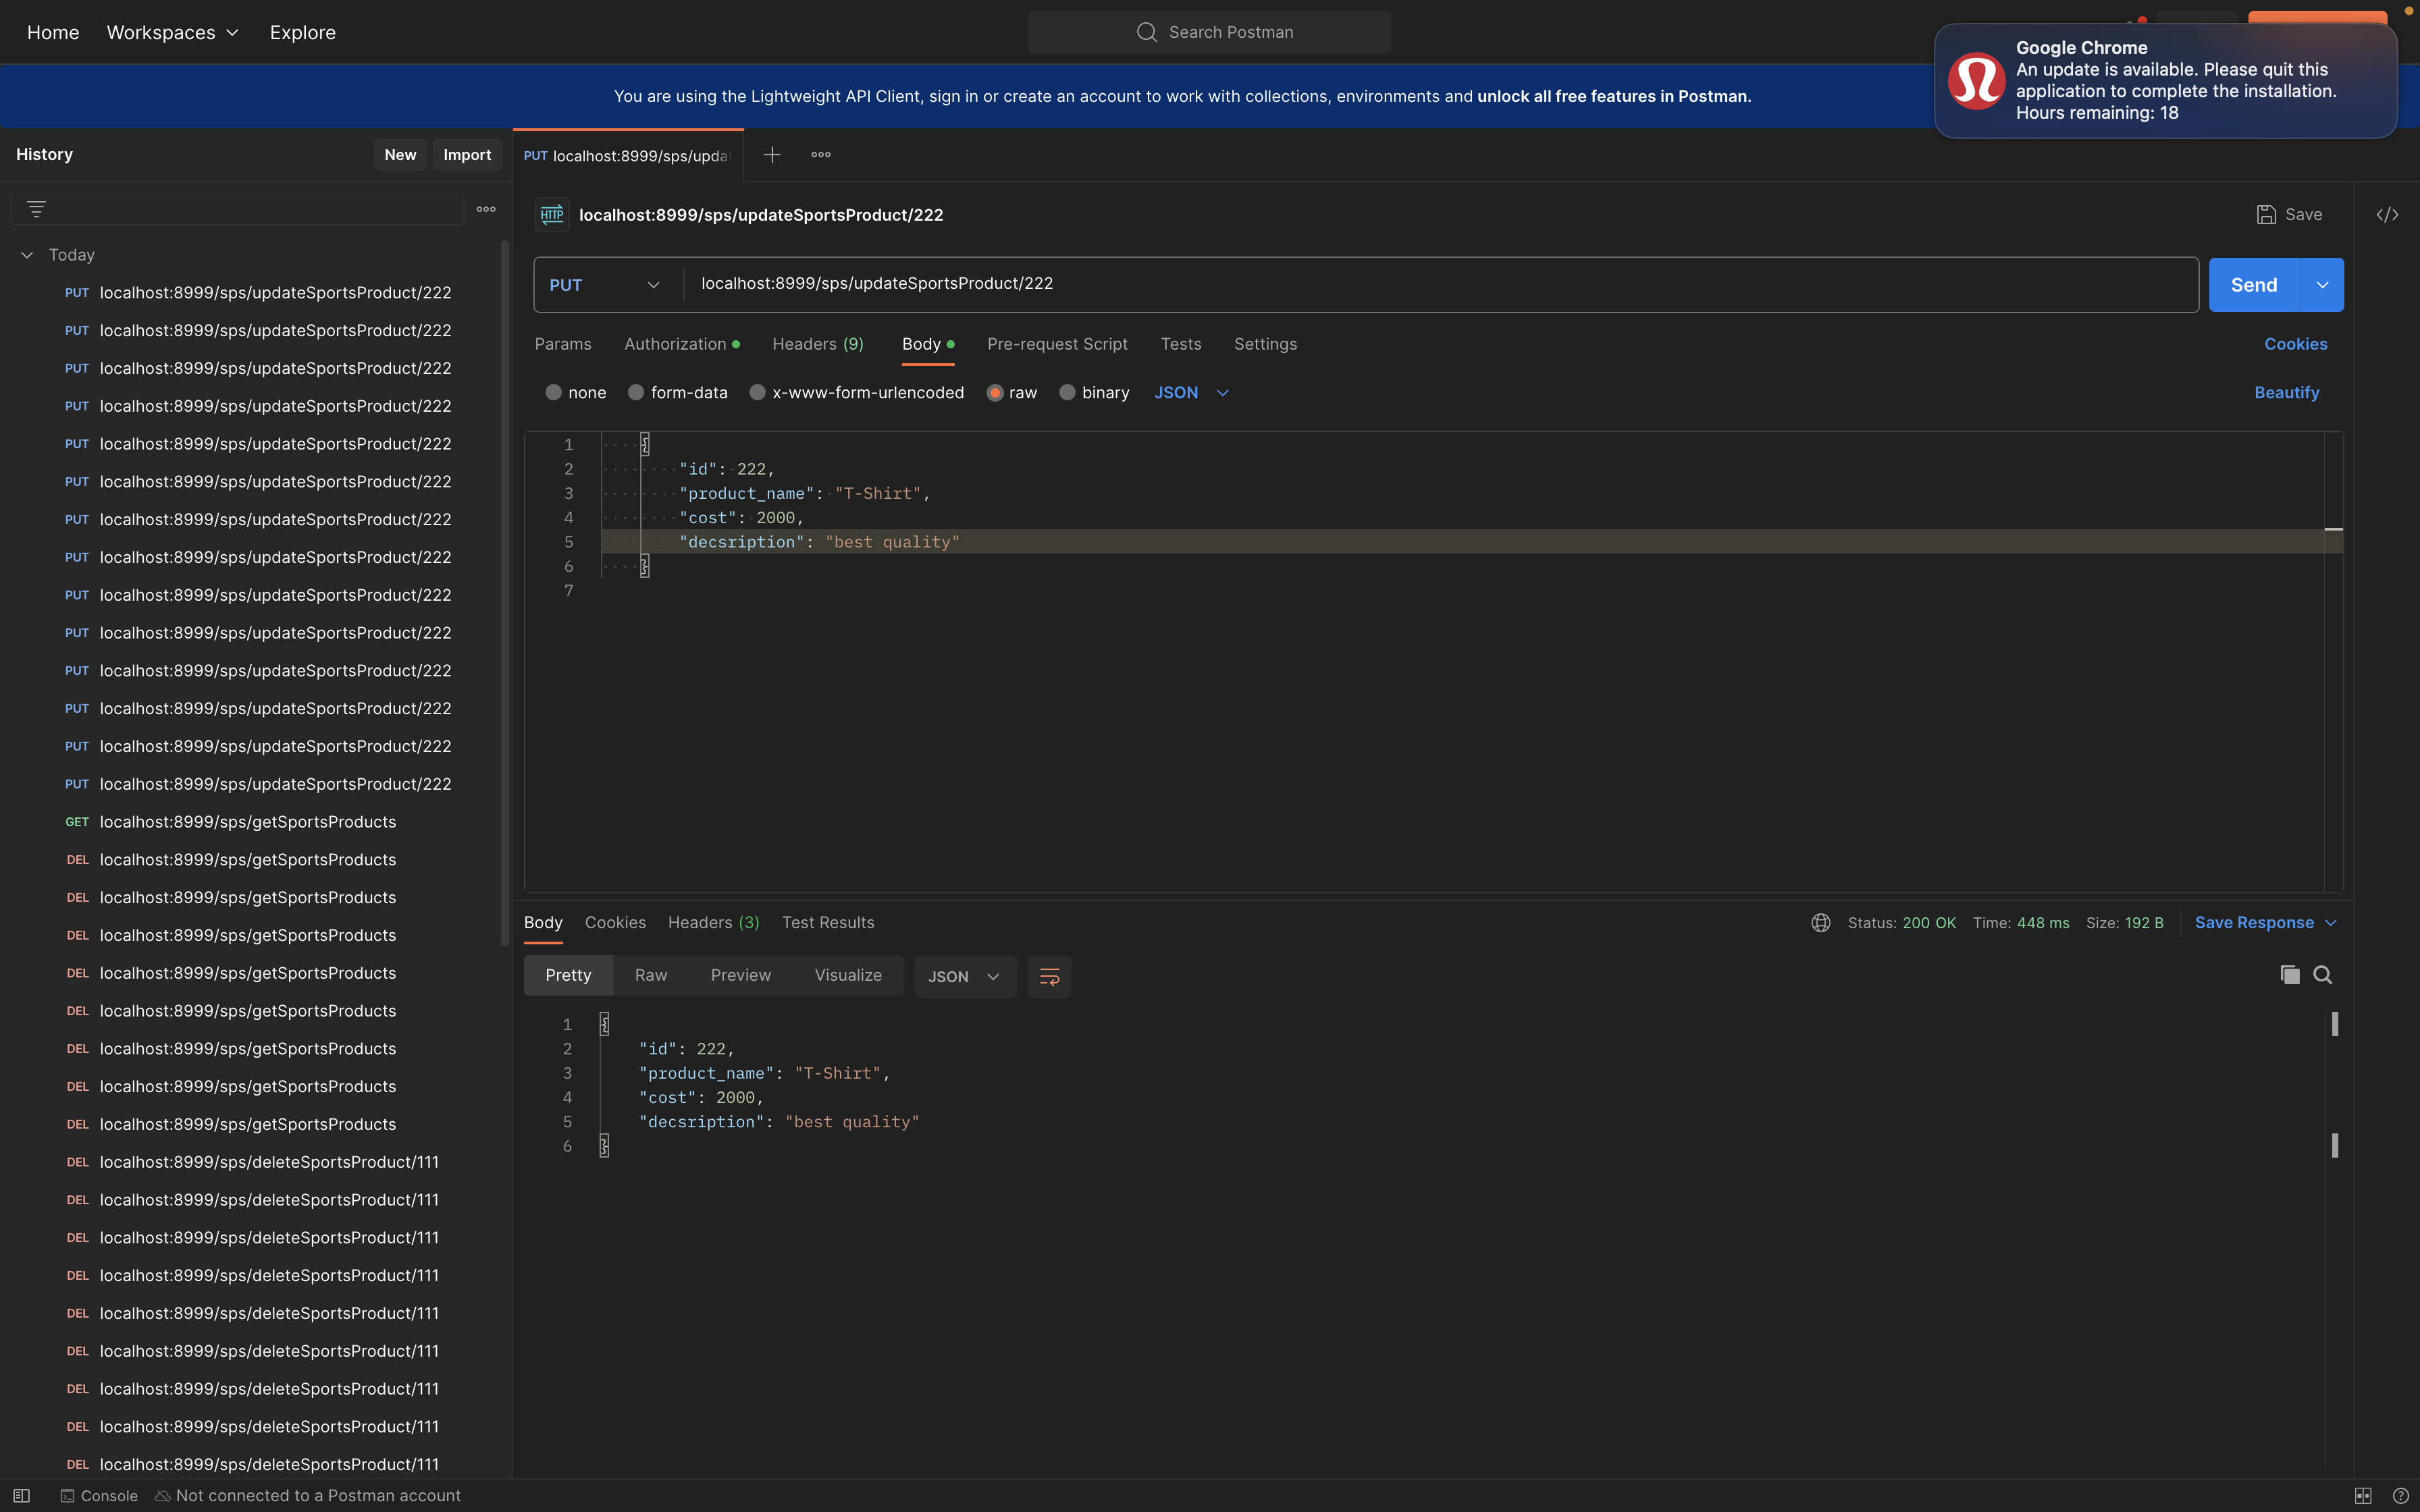 Home Workspaces Explore
Search Postman
Google Chrome
An update is available. Please quit this
application to complete the installation.
Hours remaining: 18
You are using the Lightweight API Client, sign in or create an account to work with collections, environments and unlock all free features in Postman.
History New Import
PUT localhost:8999/sps/upda
HTTP localhost:8999/sps/updateSportsProduct/222 Save
PUT localhost:8999/sps/updateSportsProduct/222 Send
Params Authorization Headers (9) Body Pre-request Script Tests Settings Cookies
none form-data x-www-form-urlencoded raw binary JSON Beautify
1 {
2 "id": 222,
3 "product_name": "T-Shirt",
4 "cost": 2000,
5 "decsription": "best quality"
6 }
7
Today
PUT localhost:8999/sps/updateSportsProduct/222
PUT localhost:8999/sps/updateSportsProduct/222
PUT localhost:8999/sps/updateSportsProduct/222
PUT localhost:8999/sps/updateSportsProduct/222
PUT localhost:8999/sps/updateSportsProduct/222
PUT localhost:8999/sps/updateSportsProduct/222
PUT localhost:8999/sps/updateSportsProduct/222
PUT localhost:8999/sps/updateSportsProduct/222
PUT localhost:8999/sps/updateSportsProduct/222
PUT localhost:8999/sps/updateSportsProduct/222
PUT localhost:8999/sps/updateSportsProduct/222
PUT localhost:8999/sps/updateSportsProduct/222
PUT localhost:8999/sps/updateSportsProduct/222
PUT localhost:8999/sps/updateSportsProduct/222
GET localhost:8999/sps/getSportsProducts
DEL localhost:8999/sps/getSportsProducts
DEL localhost:8999/sps/getSportsProducts
DEL localhost:8999/sps/getSportsProducts
DEL localhost:8999/sps/getSportsProducts
DEL localhost:8999/sps/getSportsProducts
DEL localhost:8999/sps/getSportsProducts
DEL localhost:8999/sps/getSportsProducts
DEL localhost:8999/sps/getSportsProducts
DEL localhost:8999/sps/deleteSportsProduct/111
DEL localhost:8999/sps/deleteSportsProduct/111
DEL localhost:8999/sps/deleteSportsProduct/111
DEL localhost:8999/sps/deleteSportsProduct/111
DEL localhost:8999/sps/deleteSportsProduct/111
DEL localhost:8999/sps/deleteSportsProduct/111
DEL localhost:8999/sps/deleteSportsProduct/111
DEL localhost:8999/sps/deleteSportsProduct/111
DEL localhost:8999/sps/deleteSportsProduct/111
Body Cookies Headers (3) Test Results Status: 200 OK Time: 448 ms Size: 192 B Save Response
Pretty Raw Preview Visualize JSON
1 {
2 "id": 222,
3 "product_name": "T-Shirt",
4 "cost": 2000,
5 "decsription": "best quality"
6 }
Console Not connected to a Postman account